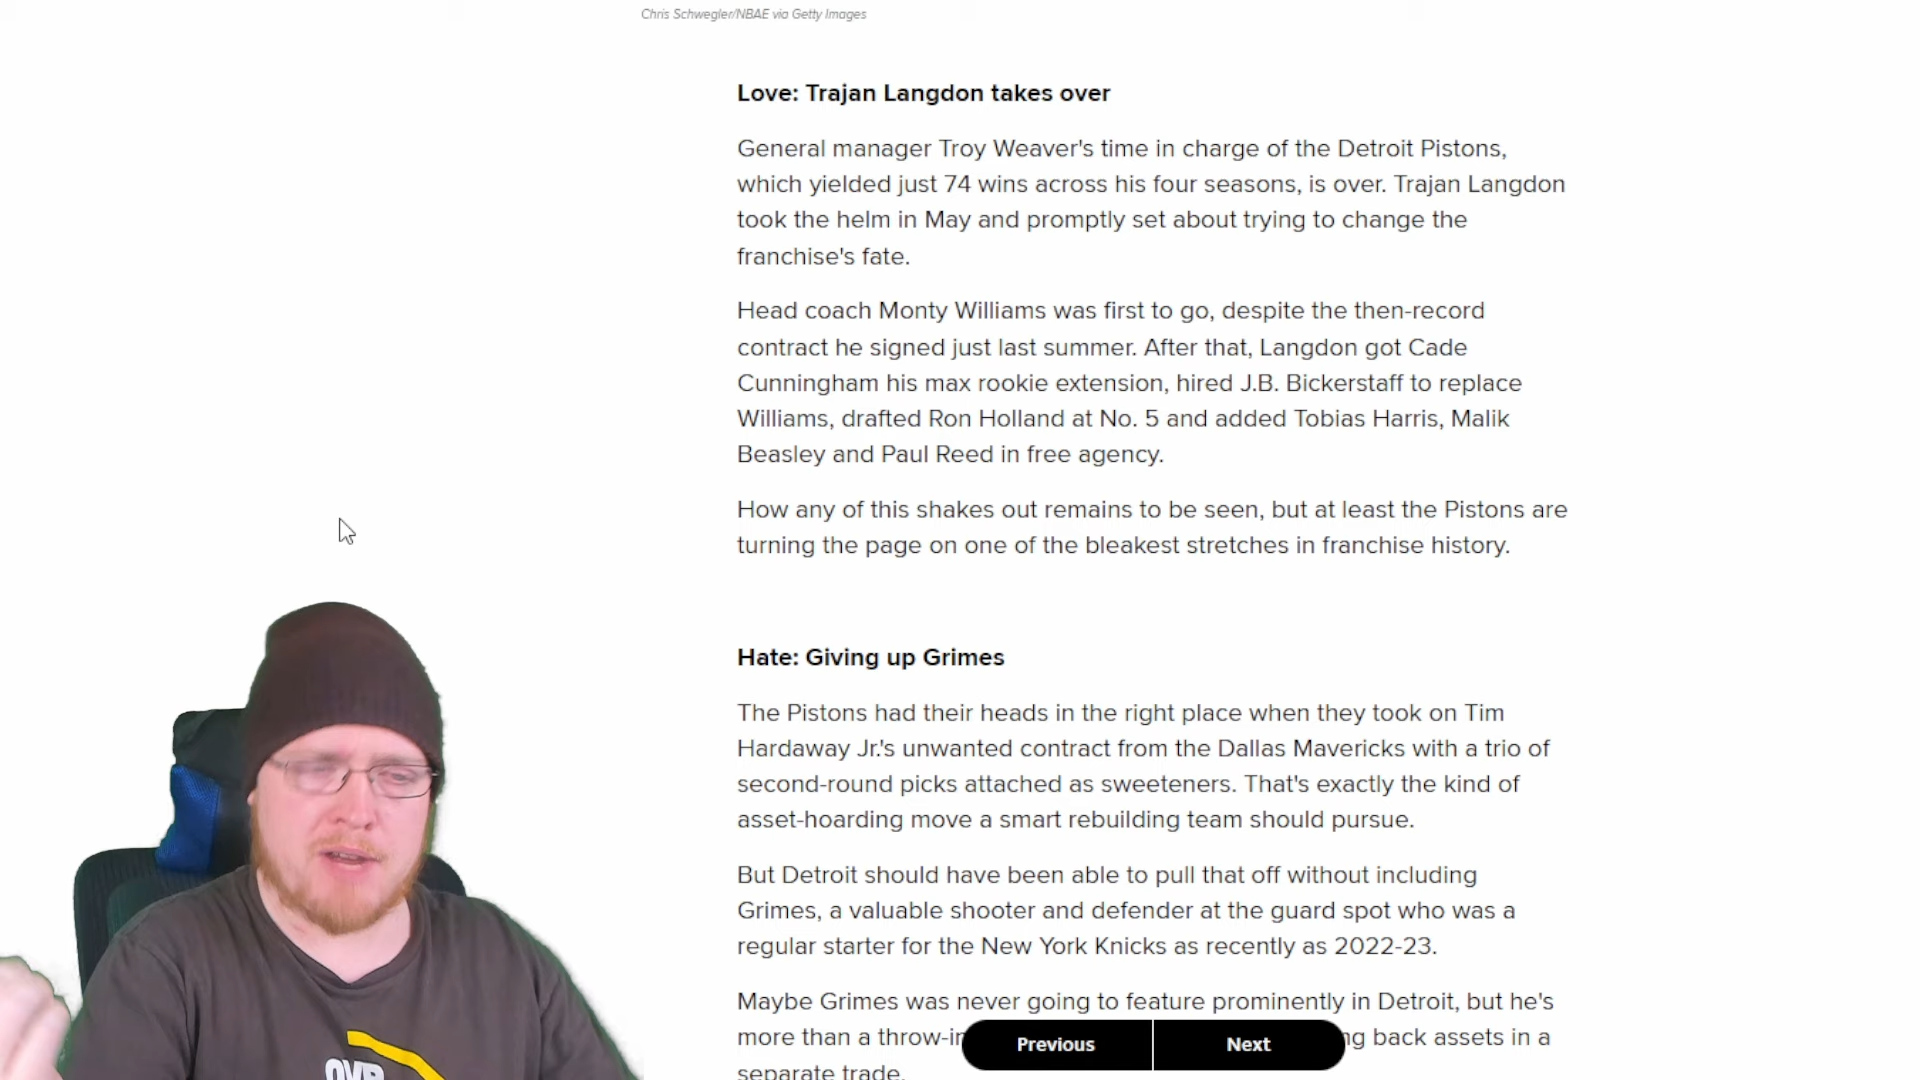 Chris Schwegler/NBAE via Getty Images
Love: Trajan Langdon takes over
General manager Troy Weaver's time in charge of the Detroit Pistons,
which yielded just 74 wins across his four seasons, is over. Trajan Langdon
took the helm in May and promptly set about trying to change the
franchise's fate.
Head coach Monty Williams was first to go, despite the then-record
contract he signed just last summer. After that, Langdon got Cade
Cunningham his max rookie extension, hired J.B. Bickerstaff to replace
Williams, drafted Ron Holland at No. 5 and added Tobias Harris, Malik
Beasley and Paul Reed in free agency.
How any of this shakes out remains to be seen, but at least the Pistons are
turning the page on one of the bleakest stretches in franchise history.
Hate: Giving up Grimes
The Pistons had their heads in the right place when they took on Tim
Hardaway Jr.'s unwanted contract from the Dallas Mavericks with a trio of
second-round picks attached as sweeteners. That's exactly the kind of
asset-hoarding move a smart rebuilding team should pursue.
But Detroit should have been able to pull that off without including
Grimes, a valuable shooter and defender at the guard spot who was a
regular starter for the New York Knicks as recently as 2022-23.
Maybe Grimes was never going to feature prominently in Detroit, but he's
more than a back assets in a
separate trade.
Previous
Next